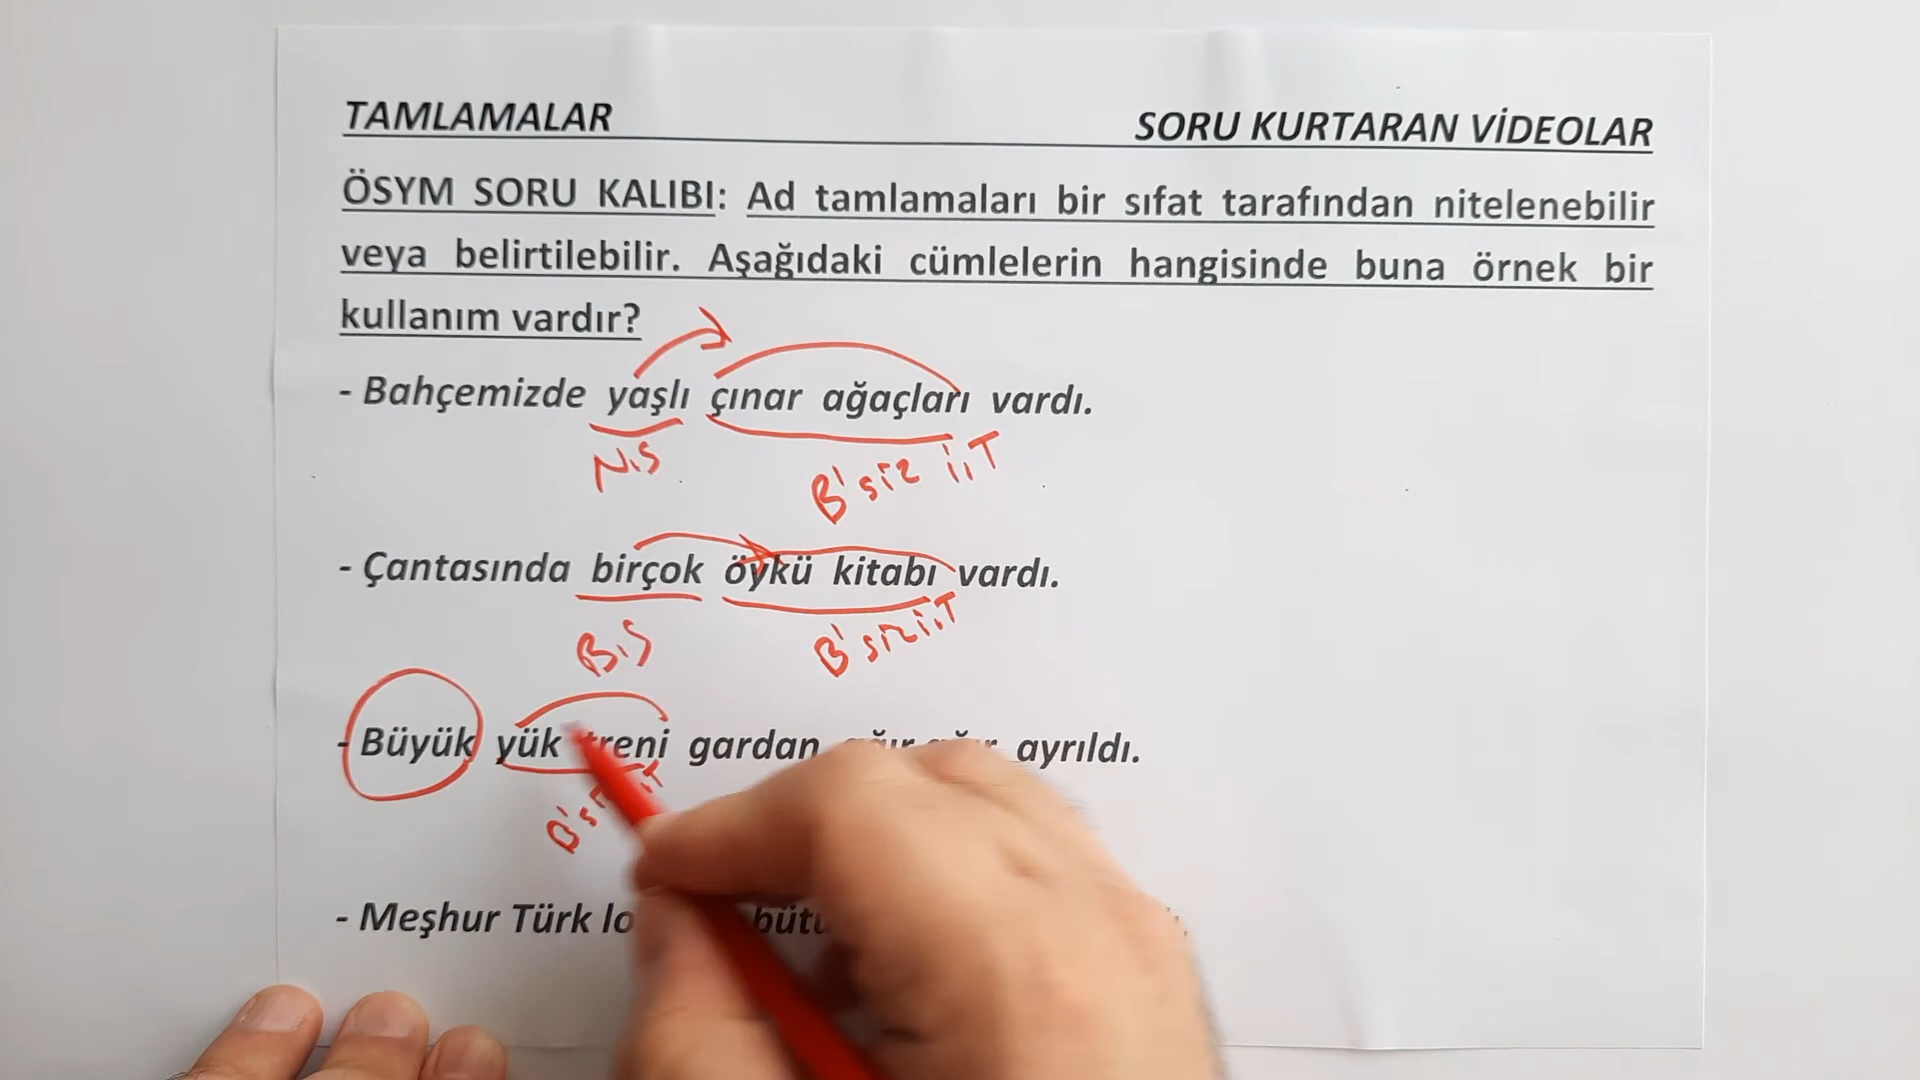 TAMLAMALAR SORU KURTARAN VİDEOLAR
ÖSYM SORU KALIBI: Ad tamlamaları bir sıfat tarafından nitelenebilir
veya belirtilebilir. Aşağıdaki cümlelerin hangisinde buna örnek bir
kullanım vardır?
- Bahçemizde yaşlı çınar ağaçları vardı.
N.S B'siz İ.T
- Çantasında birçok öykü kitabı vardı.
B.S B'siz İ.T
- Büyük yük treni gardan ayrıldı.
- Meşhur Türk